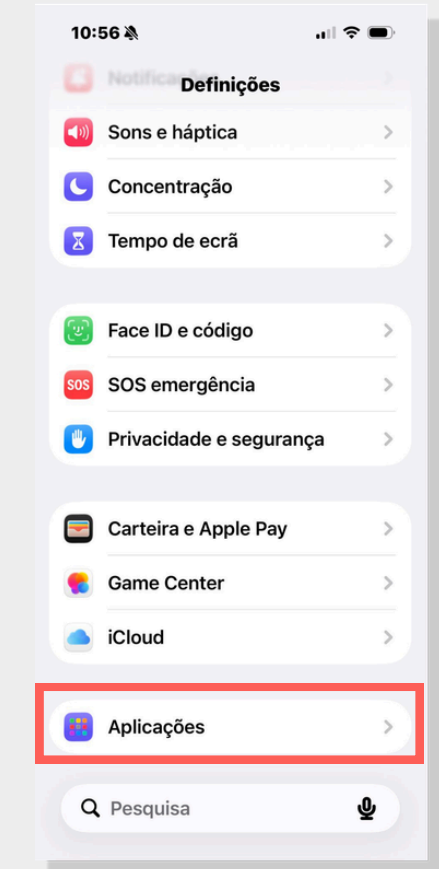 10:56
Notificações
Definições
Sons e háptica
Concentração
Tempo de ecrã
Face ID e código
SOS
SOS emergência
Privacidade e segurança
Carteira e Apple Pay
Game Center
iCloud
Aplicações
Pesquisa